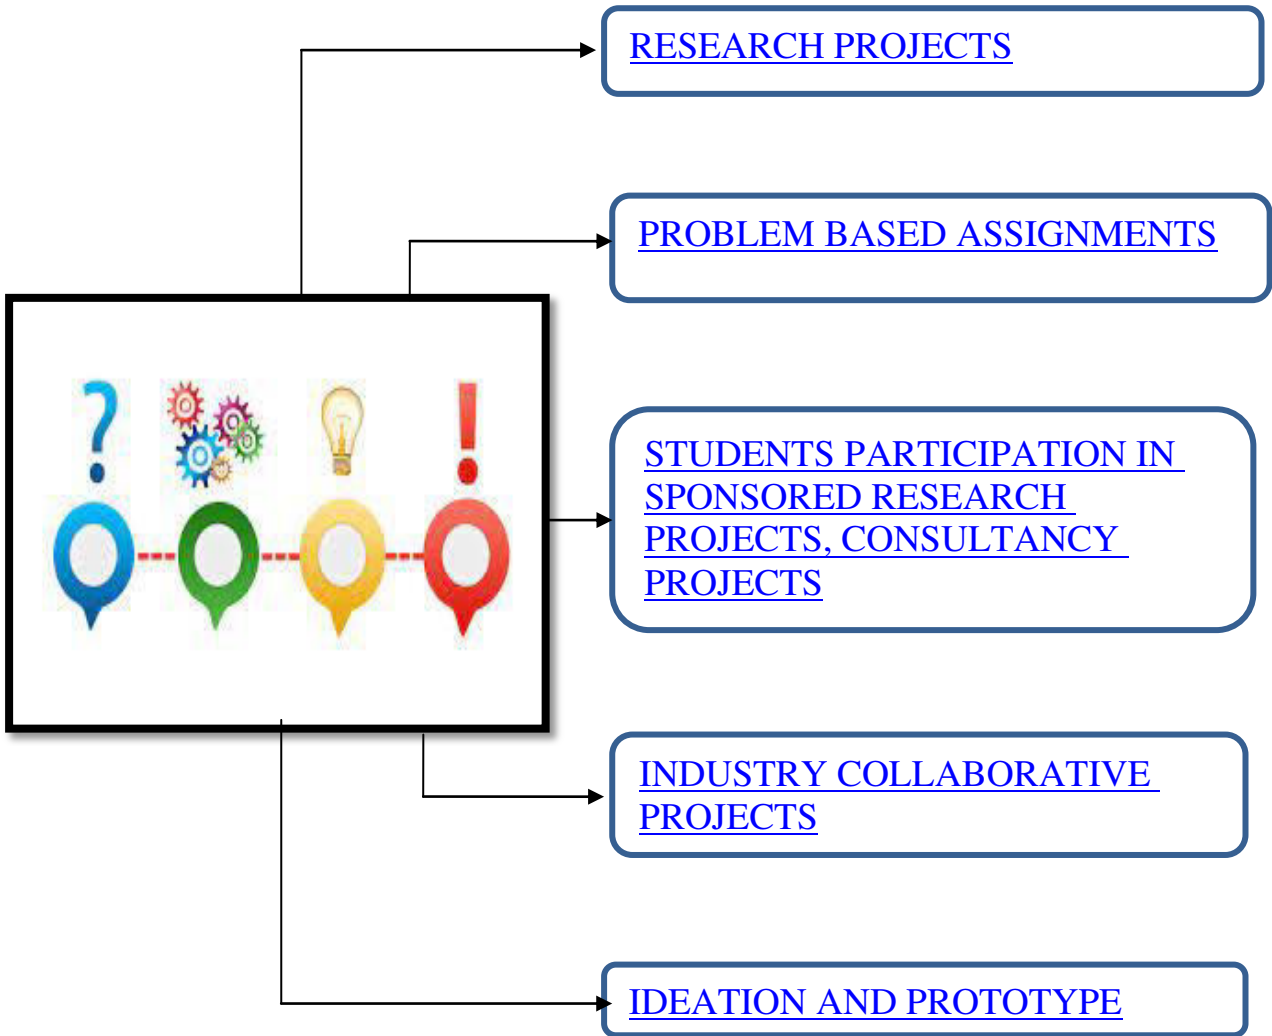 RESEARCH PROJECTS
PROBLEM BASED ASSIGNMENTS
?
!
STUDENTS PARTICIPATION IN
SPONSORED RESEARCH
PROJECTS, CONSULTANCY
PROJECTS
INDUSTRY COLLABORATIVE
PROJECTS
IDEATION AND PROTOTYPE